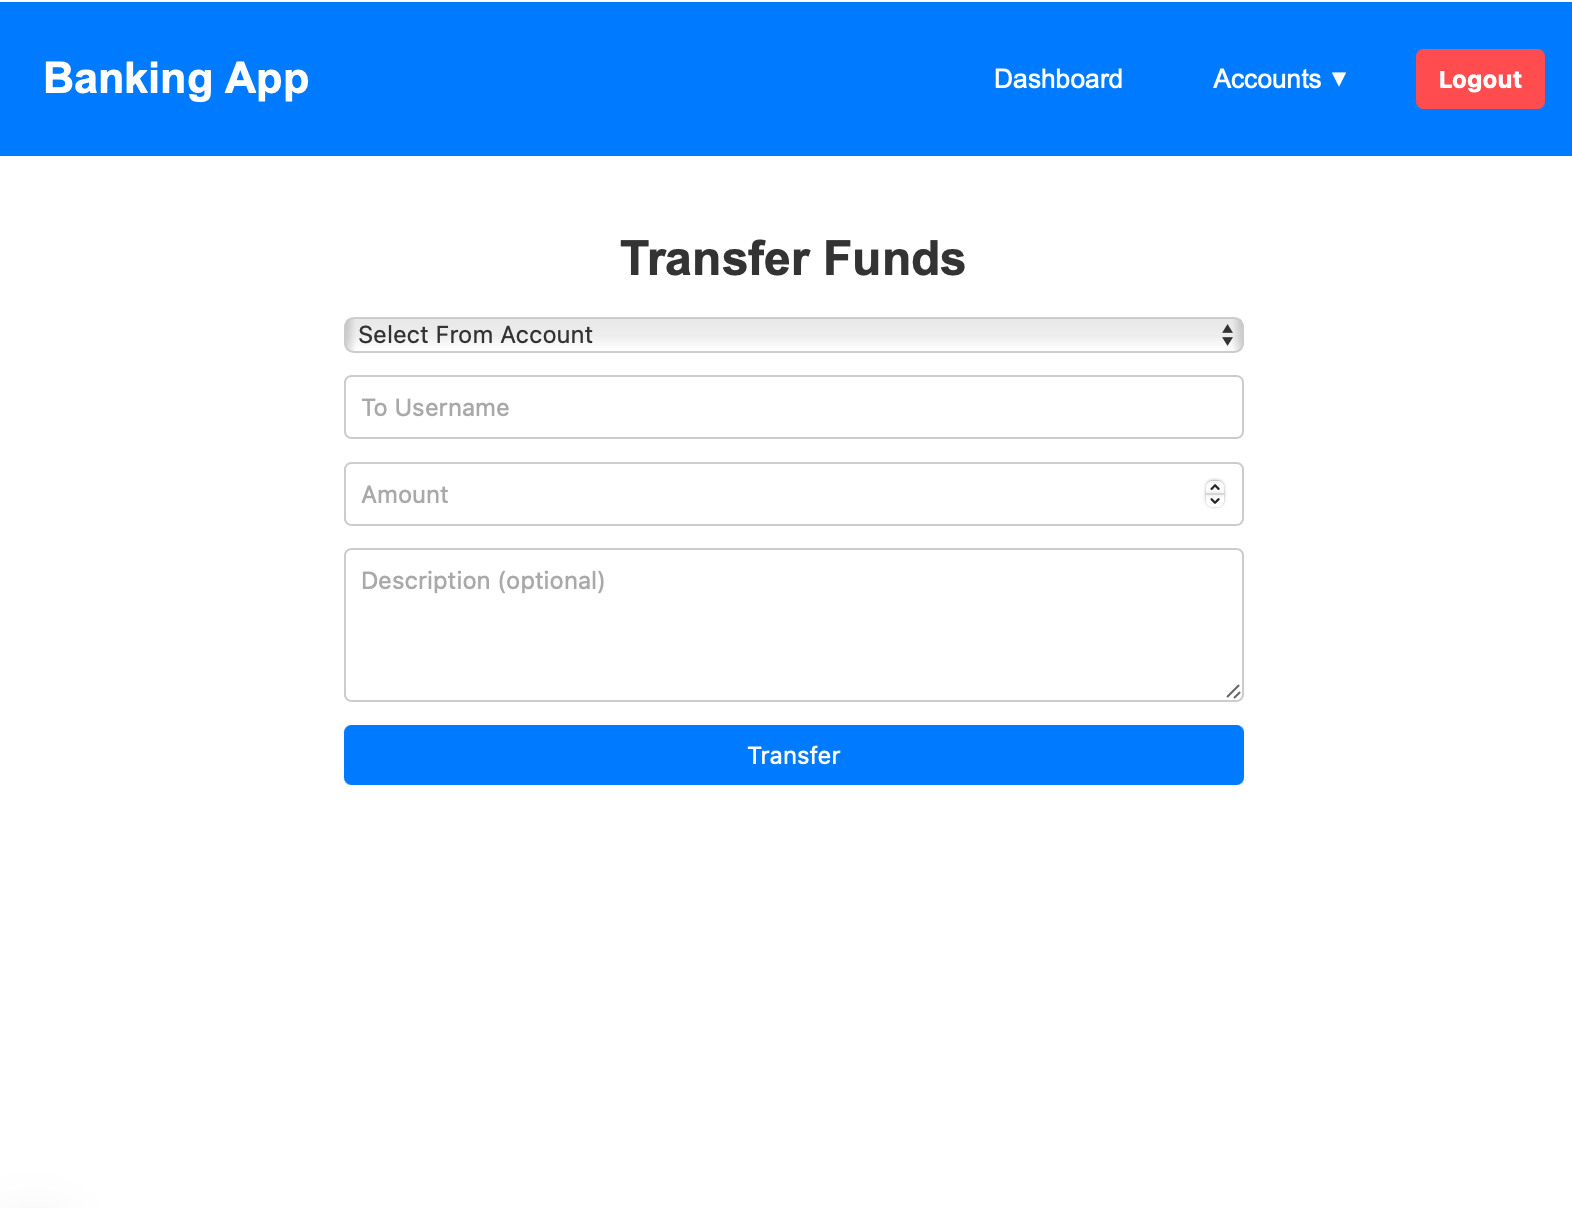 Banking App
Dashboard
Accounts ▼
Logout
Transfer Funds
Select From Account
To Username
Amount
Description (optional)
Transfer